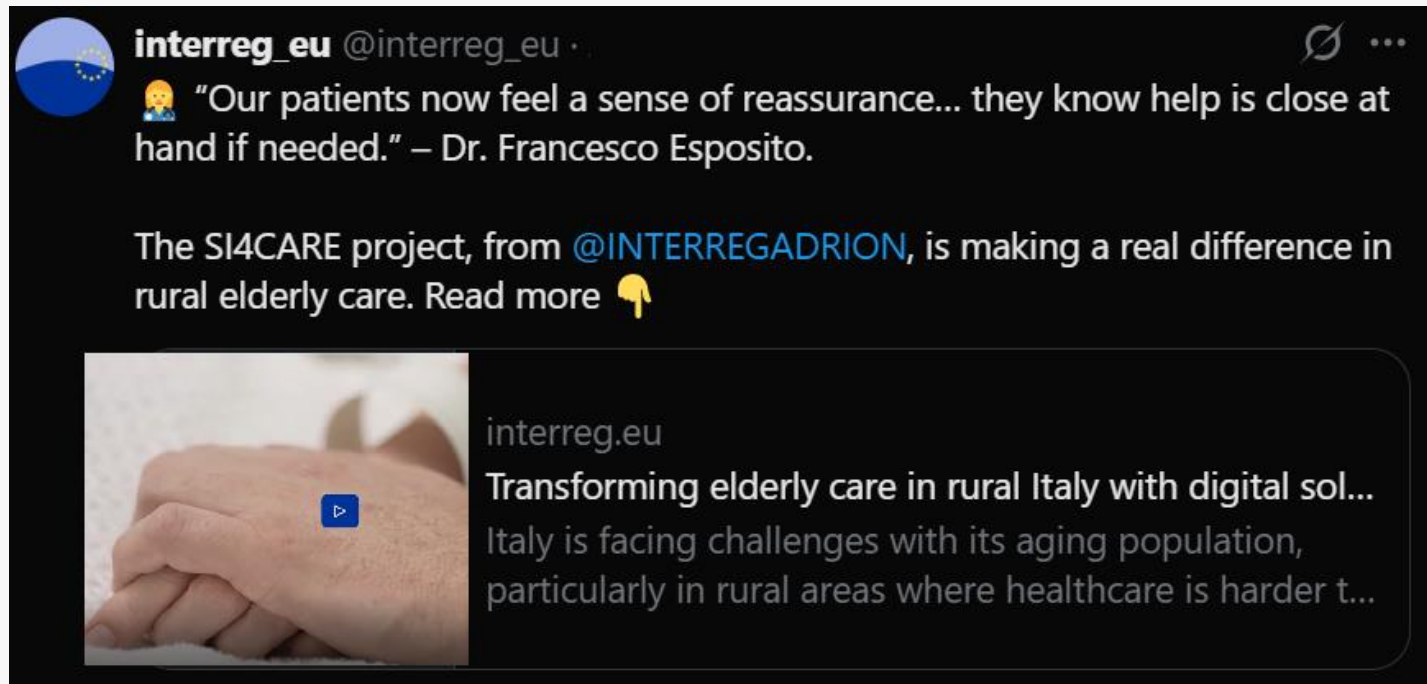 interreg_eu @interreg_eu ·
👩‍⚕️ “Our patients now feel a sense of reassurance... they know help is close at
hand if needed.” – Dr. Francesco Esposito.
The SI4CARE project, from @INTERREGADRION, is making a real difference in
rural elderly care. Read more 👇
interreg.eu
Transforming elderly care in rural Italy with digital sol...
Italy is facing challenges with its aging population,
particularly in rural areas where healthcare is harder t...